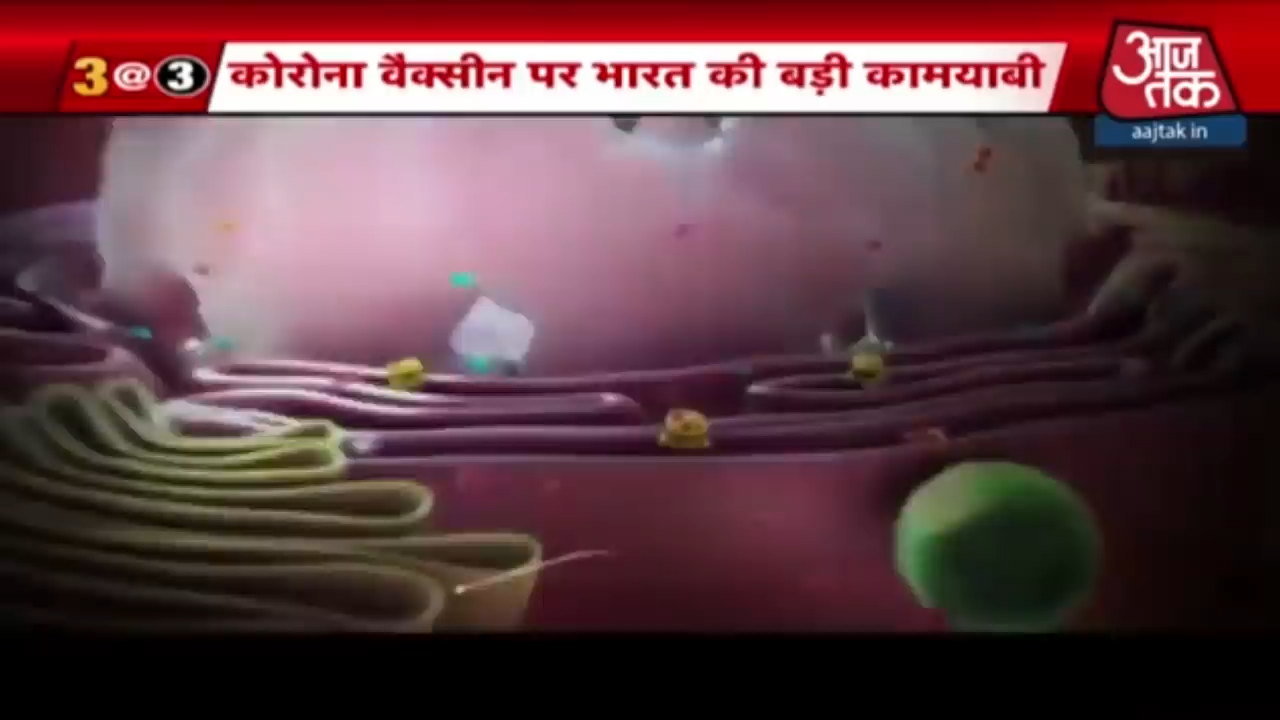 3@3 कोरोना वैक्सीन पर भारत की बड़ी कामयाबी
आज
तक
aajtak in